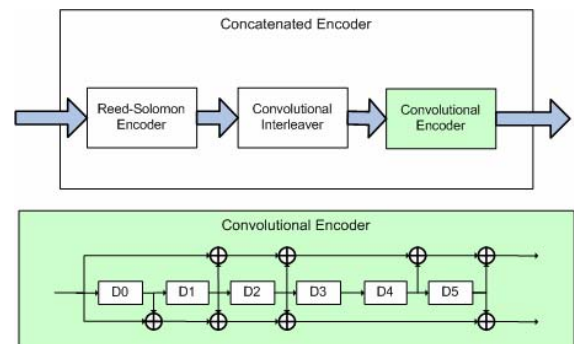 Concatenated Encoder
Reed-Solomon
Encoder
Convolutional
Interleaver
Convolutional
Encoder
Convolutional Encoder
D0
D1
D2
D3
D4
D5